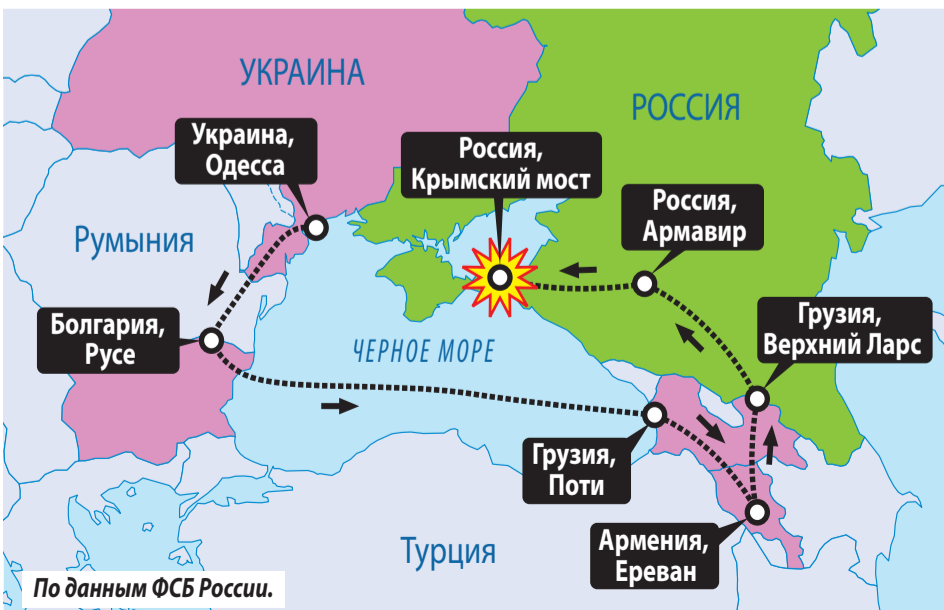 УКРАИНА
РОССИЯ
Украина,
Одесса
Россия,
Крымский мост
Россия,
Армавир
Румыния
Болгария,
Русе
Грузия,
Верхний Ларс
ЧЕРНОЕ МОРЕ
Грузия,
Поти
Армения,
Ереван
Турция
По данным ФСБ России.